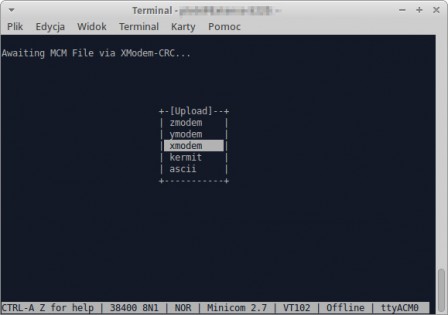 Terminal -
Plik Edycja Widok Terminal Karty Pomoc
Awaiting MCM File via XModem-CRC...
+-[Upload]--+
| zmodem |
| ymodem |
| xmodem |
| kermit |
| ascii |
+-----------+
CTRL-A Z for help | 38400 8N1 | NOR | Minicom 2.7 | VT102 | Offline | ttyACM0